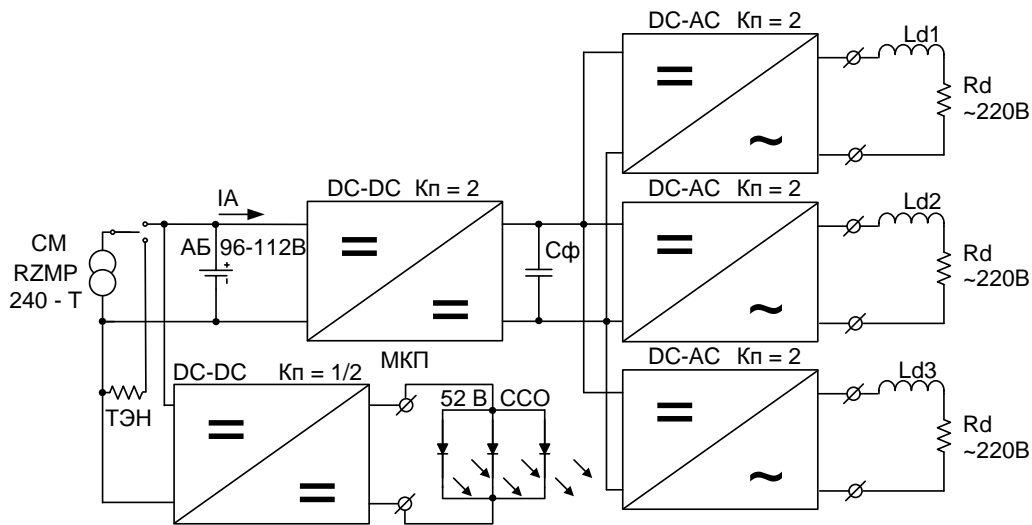 DC-AC Кп = 2
Ld1
Rd
~220В
=
~
DC-DC Кп = 2
IA
АБ 96-112В
+
-
СМ
RZMP
240 - Т
=
=
Сф
DC-AC Кп = 2
Ld2
Rd
~220В
=
~
МКП
DC-DC Кп = 1/2
ТЭН
=
=
52 В ССО
DC-AC Кп = 2
Ld3
Rd
~220В
=
~